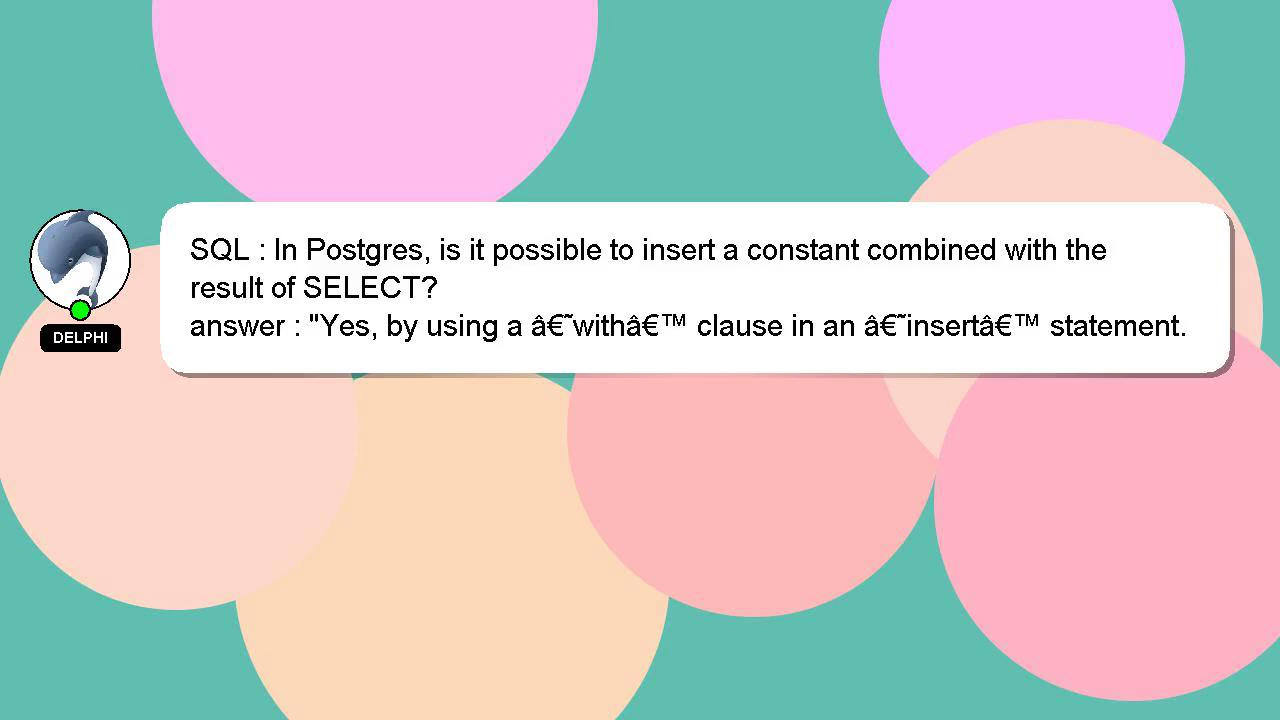 SQL : In Postgres, is it possible to insert a constant combined with the
result of SELECT?
answer : "Yes, by using a â€˜withâ€™ clause in an â€˜insertâ€™ statement.
DELPHI